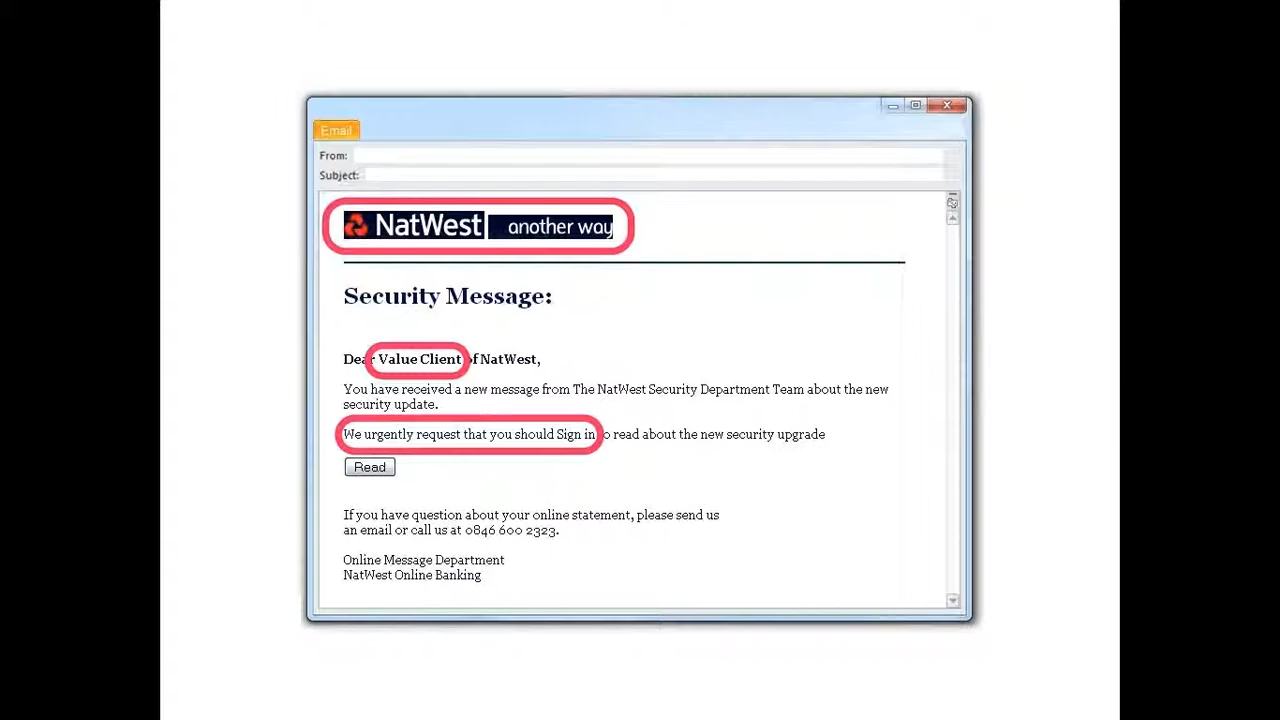 Email
From:
Subject:
NatWest another way
Security Message:
Dear Value Client of NatWest,
You have received a new message from The NatWest Security Department Team about the new
security update.
We urgently request that you should Sign in to read about the new security upgrade
Read
If you have question about your online statement, please send us
an email or call us at 0846 600 2323.
Online Message Department
NatWest Online Banking